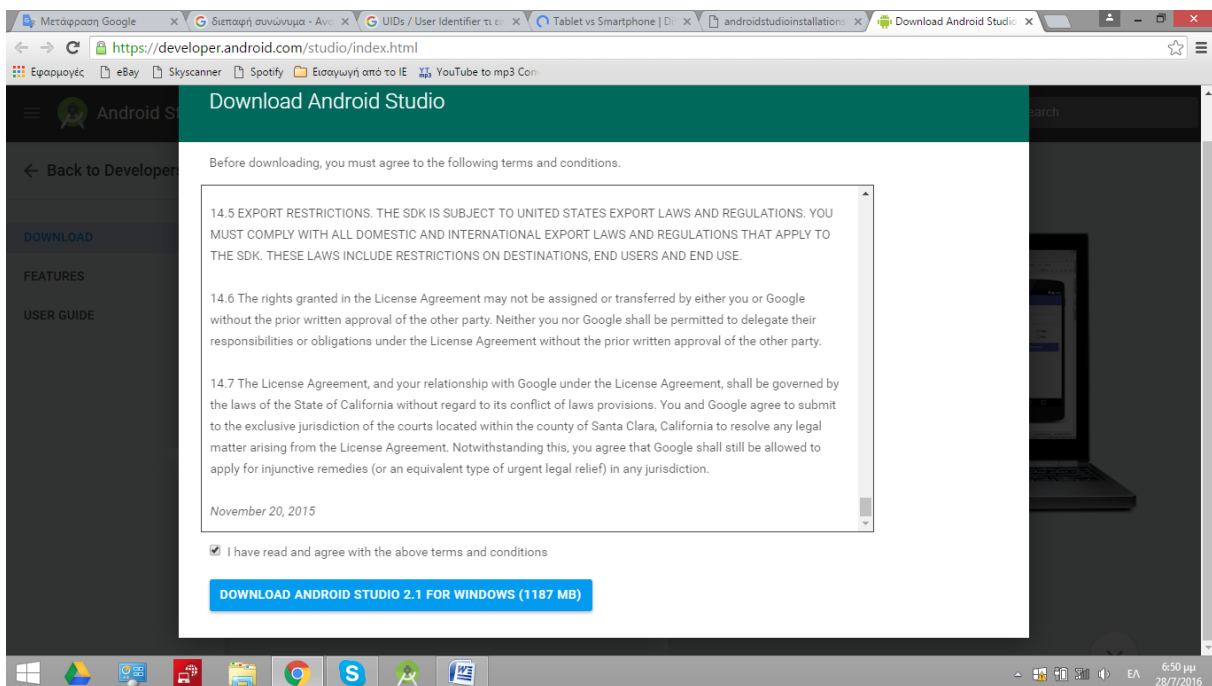 Μετάφραση Google
διεπαφή συνώνυμα - Ανα
UIDs / User Identifier τι εί
Tablet vs Smartphone | Di
androidstudioinstallations
Download Android Studio
https://developer.android.com/studio/index.html
Εφαρμογές eBay Skyscanner Spotify Εισαγωγή από το IE YouTube to mp3 Con
Android St
earch
Download Android Studio
Back to Developers
Before downloading, you must agree to the following terms and conditions.
DOWNLOAD
FEATURES
USER GUIDE
14.5 EXPORT RESTRICTIONS. THE SDK IS SUBJECT TO UNITED STATES EXPORT LAWS AND REGULATIONS. YOU
MUST COMPLY WITH ALL DOMESTIC AND INTERNATIONAL EXPORT LAWS AND REGULATIONS THAT APPLY TO
THE SDK. THESE LAWS INCLUDE RESTRICTIONS ON DESTINATIONS, END USERS AND END USE.
14.6 The rights granted in the License Agreement may not be assigned or transferred by either you or Google
without the prior written approval of the other party. Neither you nor Google shall be permitted to delegate their
responsibilities or obligations under the License Agreement without the prior written approval of the other party.
14.7 The License Agreement, and your relationship with Google under the License Agreement, shall be governed by
the laws of the State of California without regard to its conflict of laws provisions. You and Google agree to submit
to the exclusive jurisdiction of the courts located within the county of Santa Clara, California to resolve any legal
matter arising from the License Agreement. Notwithstanding this, you agree that Google shall still be allowed to
apply for injunctive remedies (or an equivalent type of urgent legal relief) in any jurisdiction.
November 20, 2015
I have read and agree with the above terms and conditions
DOWNLOAD ANDROID STUDIO 2.1 FOR WINDOWS (1187 MB)
ΕΛ
6:50 μμ
28/7/2016